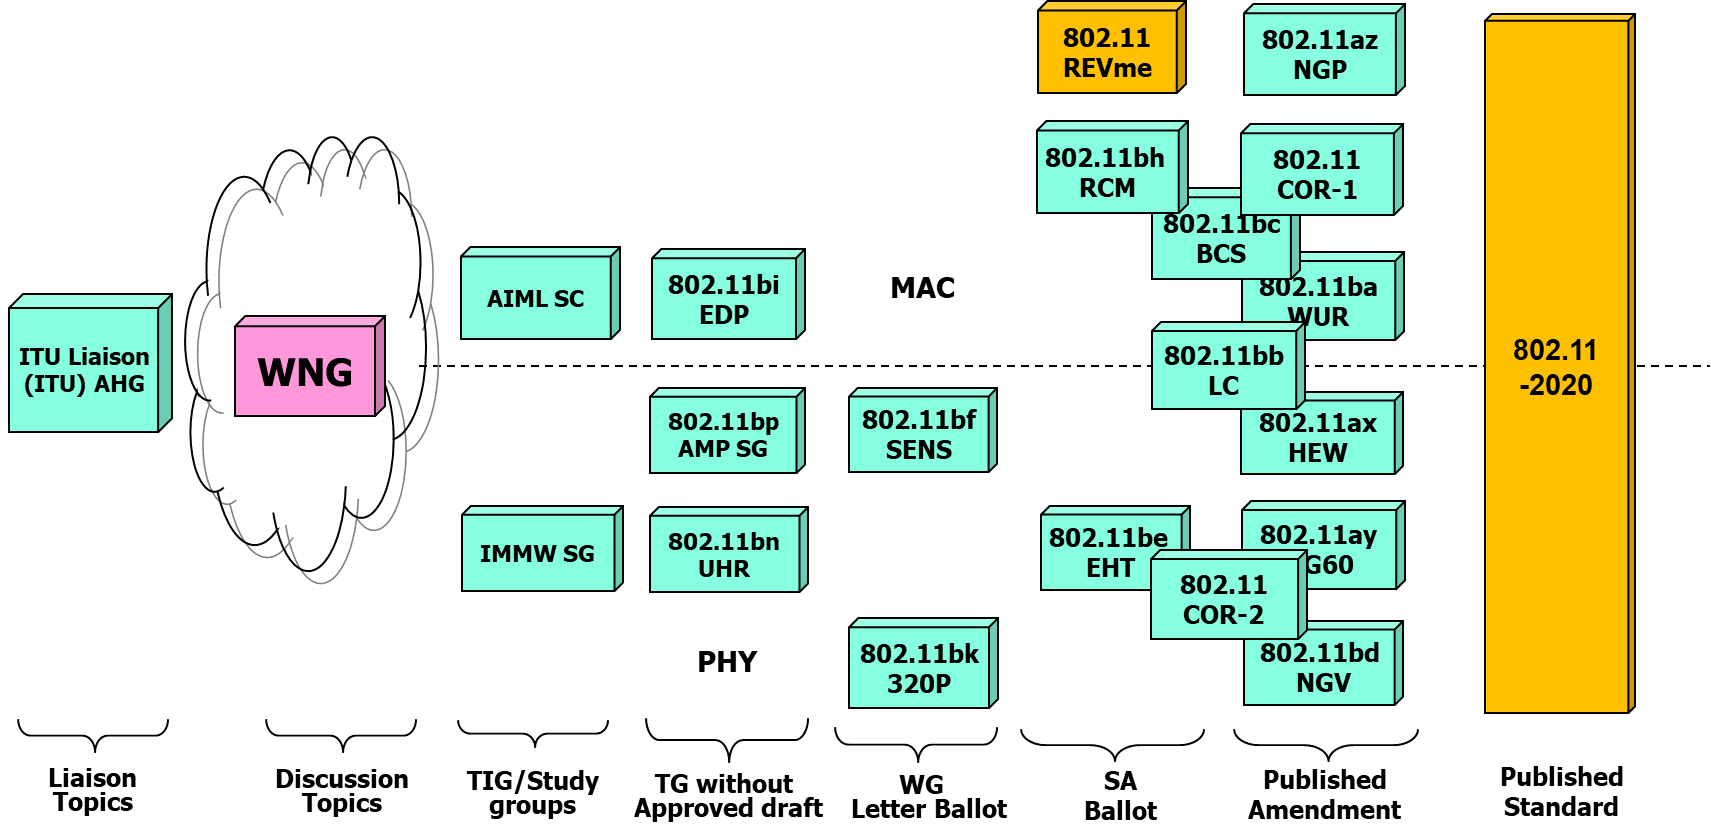 802.11
REVme
802.11az
NGP
802.11bh
RCM
802.11
COR-1
802.11bc
BCS
802.11bi
EDP
AIML SC
MAC
802.11ba
WUR
ITU Liaison
(ITU) AHG
WNG
802.11bb
LC
802.11
-2020
802.11bp
AMP SG
802.11bf
SENS
802.11ax
HEW
IMMW SG
802.11bn
UHR
802.11be
EHT
802.11ay
G60
802.11
COR-2
PHY
802.11bk
320P
802.11bd
NGV
Liaison
Topics
Discussion
Topics
TIG/Study
groups
TG without
Approved draft
WG
Letter Ballot
SA
Ballot
Published
Amendment
Published
Standard